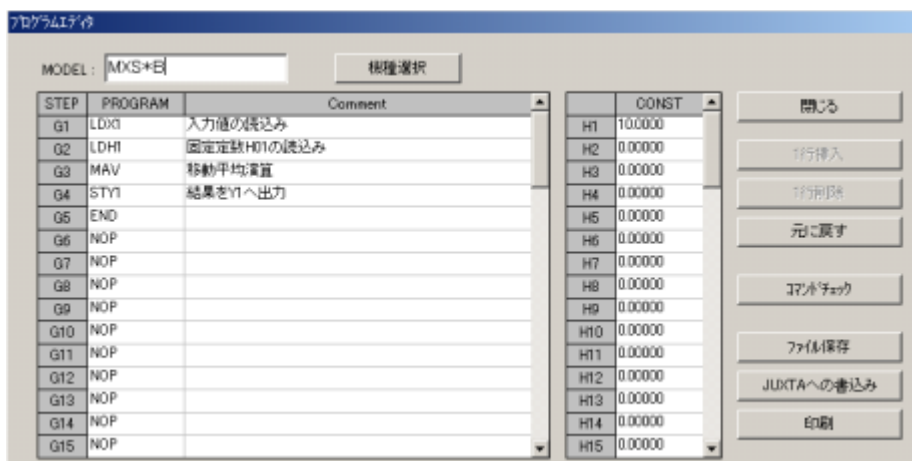 プログラムエディタ
MODEL : MXS*B 機種選択
STEP PROGRAM Comment CONST
G1 LDX1 入力値の読込み H1 10.0000
G2 LDH1 固定定数H01の読込み H2 0.00000
G3 MAV 移動平均演算 H3 0.00000
G4 STY1 結果をY1へ出力 H4 0.00000
G5 END H5 0.00000
G6 NOP H6 0.00000
G7 NOP H7 0.00000
G8 NOP H8 0.00000
G9 NOP H9 0.00000
G10 NOP H10 0.00000
G11 NOP H11 0.00000
G12 NOP H12 0.00000
G13 NOP H13 0.00000
G14 NOP H14 0.00000
G15 NOP H15 0.00000
閉じる
1行挿入
1行削除
元に戻す
コマンドチェック
ファイル保存
JUXTAへの書込み
印刷